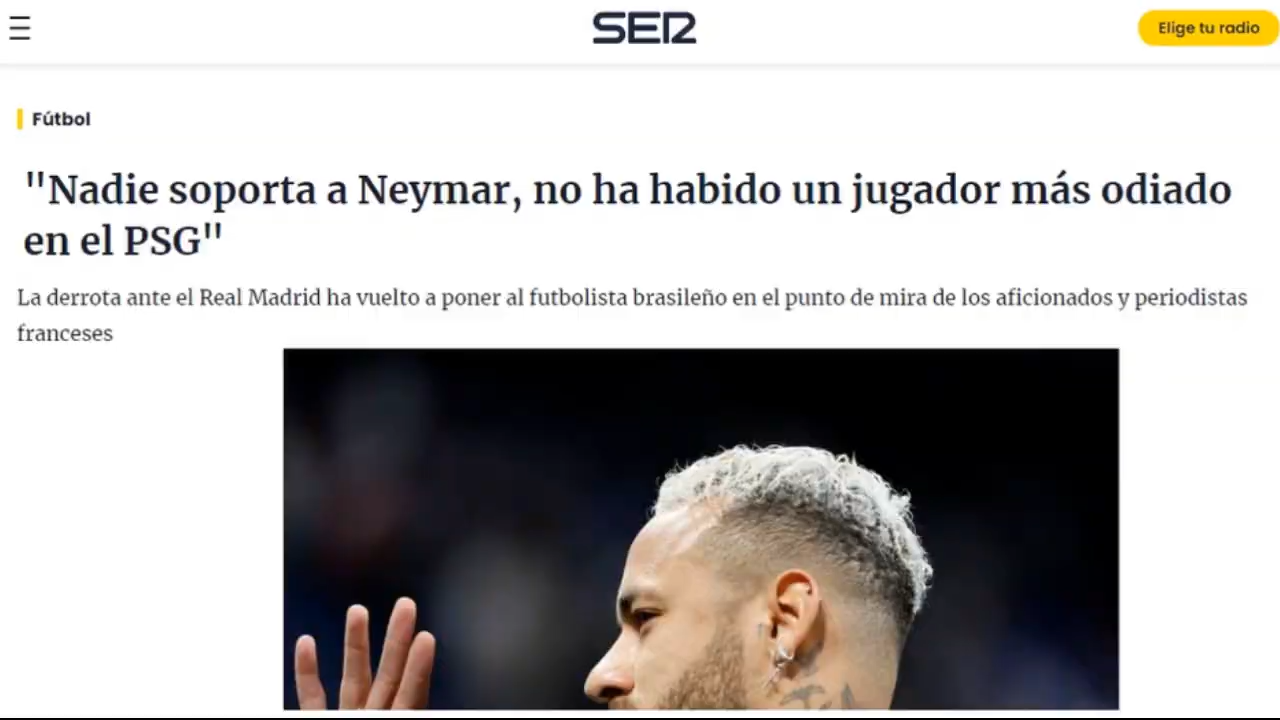 SER
Elige tu radio
Fútbol
"Nadie soporta a Neymar, no ha habido un jugador más odiado
en el PSG"
La derrota ante el Real Madrid ha vuelto a poner al futbolista brasileño en el punto de mira de los aficionados y periodistas
franceses